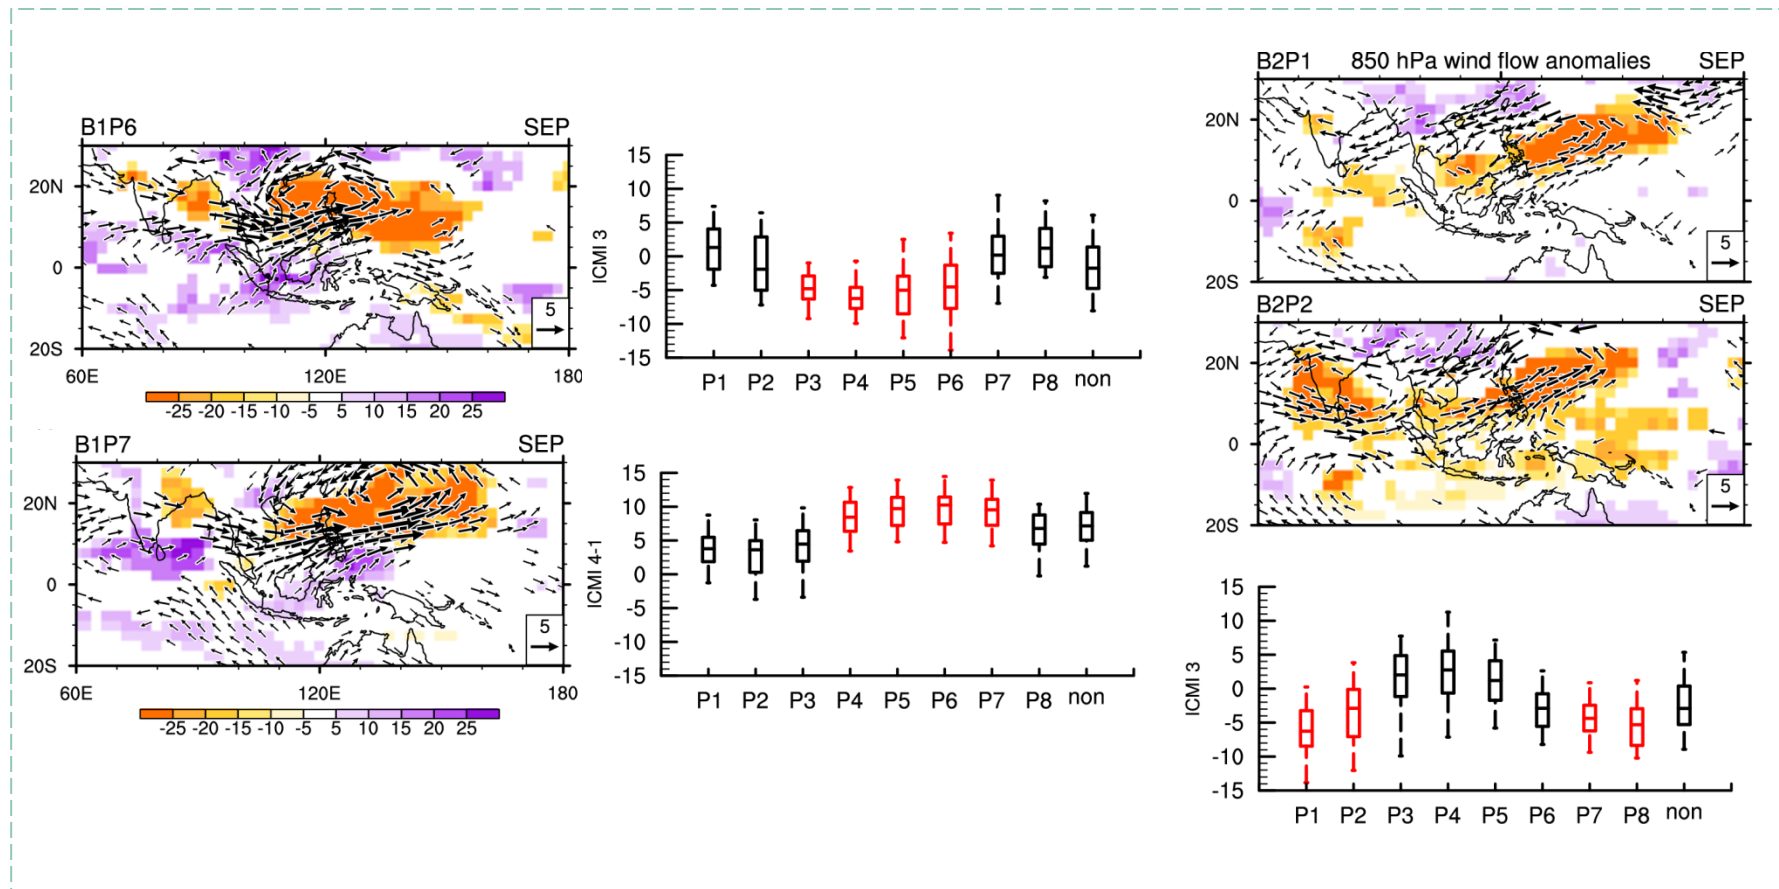 B1P6 SEP
20N
0
20S
5
60E 120E 180
-25 -20 -15 -10 -5 5 10 15 20 25
B1P7 SEP
20N
0
20S
5
60E 120E 180
-25 -20 -15 -10 -5 5 10 15 20 25
ICMI 3
15
10
5
0
-5
-10
-15
P1 P2 P3 P4 P5 P6 P7 P8 non
ICMI 4-1
15
10
5
0
-5
-10
-15
P1 P2 P3 P4 P5 P6 P7 P8 non
B2P1 850 hPa wind flow anomalies SEP
20N
0
20S
5
B2P2 SEP
20N
0
20S
5
ICMI 3
15
10
5
0
-5
-10
-15
P1 P2 P3 P4 P5 P6 P7 P8 non